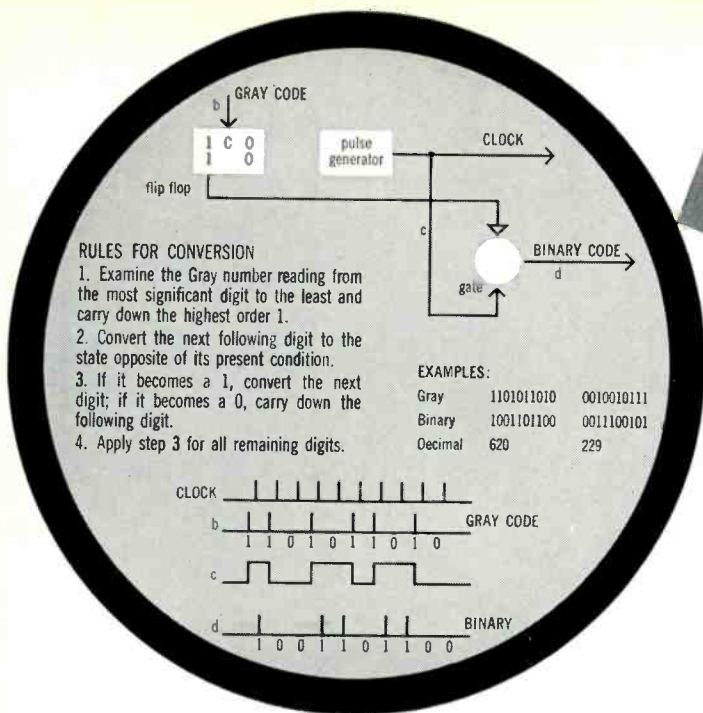 GRAY CODE
b
1 C 0
1 0
flip flop
pulse
generator
CLOCK
c
BINARY CODE
d
gate
RULES FOR CONVERSION
1. Examine the Gray number reading from
the most significant digit to the least and
carry down the highest order 1.
2. Convert the next following digit to the
state opposite of its present condition.
3. If it becomes a 1, convert the next
digit; if it becomes a 0, carry down the
following digit.
4. Apply step 3 for all remaining digits.
EXAMPLES:
Gray 1101011010 0010010111
Binary 1001101100 0011100101
Decimal 620 229
CLOCK
b GRAY CODE
1 1 0 1 0 1 1 0 1 0
c
d BINARY
1 0 0 1 1 0 1 1 0 0